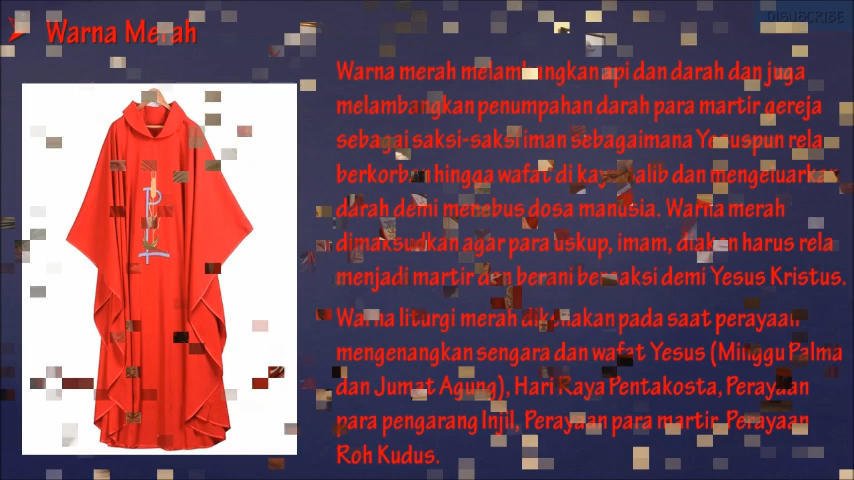 Warna Merah
Warna merah melambangkan api dan darah dan juga
melambangkan penumpahan darah para martir gereja
sebagai saksi-saksi iman sebagaimana Yesuspun rela
berkorban hingga wafat di kayu salib dan mengeluarkan
darah demi menebus dosa manusia. Warna merah
dimaksudkan agar para uskup, imam, diakon harus rela
menjadi martir dan berani bersaksi demi Yesus Kristus.
Warna liturgi merah dikenakan pada saat perayaan
mengenangkan sengara dan wafat Yesus (Minggu Palma
dan Jumat Agung), Hari Raya Pentakosta, Perayaan
para pengarang Injil, Perayaan para martir, Perayaan
Roh Kudus.